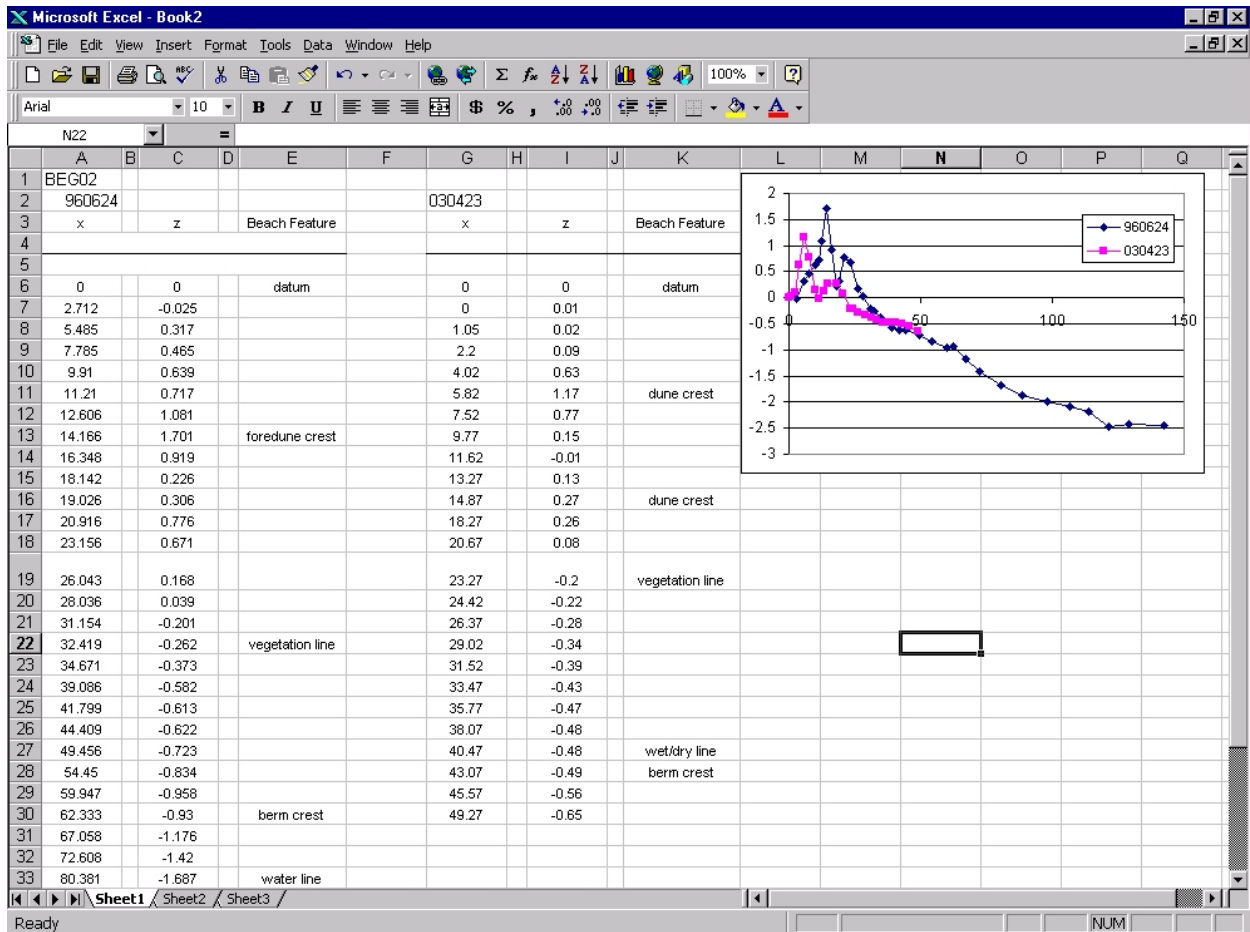 Microsoft Excel - Book2
File Edit View Insert Format Tools Data Window Help
100%
Arial 10 B I U $ % ,
N22 =
A B C D E F G H I J K L M N O P Q
1 BEG02
2 960624 030423
3 x z Beach Feature x z Beach Feature
4
5
6 0 0 datum 0 0 datum
7 2.712 -0.025 0 0.01
8 5.485 0.317 1.05 0.02
9 7.785 0.465 2.2 0.09
10 9.91 0.639 4.02 0.63
11 11.21 0.717 5.82 1.17 dune crest
12 12.606 1.081 7.52 0.77
13 14.166 1.701 foredune crest 9.77 0.15
14 16.348 0.919 11.62 -0.01
15 18.142 0.226 13.27 0.13
16 19.026 0.306 14.87 0.27 dune crest
17 20.916 0.776 18.27 0.26
18 23.156 0.671 20.67 0.08
19 26.043 0.168 23.27 -0.2 vegetation line
20 28.036 0.039 24.42 -0.22
21 31.154 -0.201 26.37 -0.28
22 32.419 -0.262 vegetation line 29.02 -0.34
23 34.671 -0.373 31.52 -0.39
24 39.086 -0.582 33.47 -0.43
25 41.799 -0.613 35.77 -0.47
26 44.409 -0.622 38.07 -0.48
27 49.456 -0.723 40.47 -0.48 wet/dry line
28 54.45 -0.834 43.07 -0.49 berm crest
29 59.947 -0.958 45.57 -0.56
30 62.333 -0.93 berm crest 49.27 -0.65
31 67.058 -1.176
32 72.608 -1.42
33 80.381 -1.687 water line
2
1.5
1
0.5
0
-0.5
-1
-1.5
-2
-2.5
-3
0 50 100 150
960624
030423
Sheet1 Sheet2 Sheet3
Ready NUM